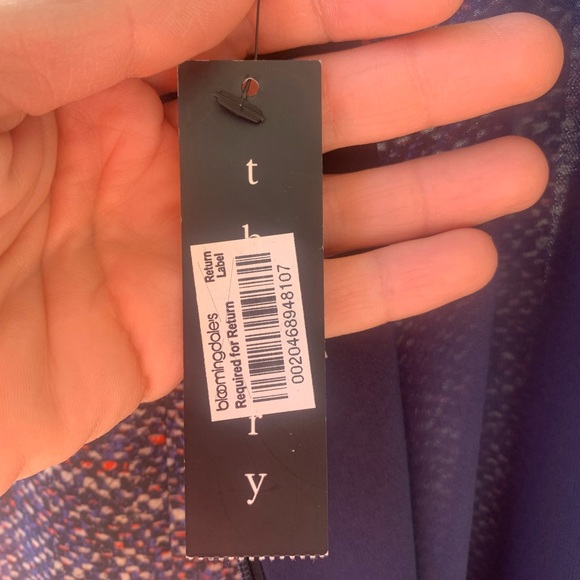 t
h
r
y
bloomingdale's
Required for Return
Return
Label
0020468948107